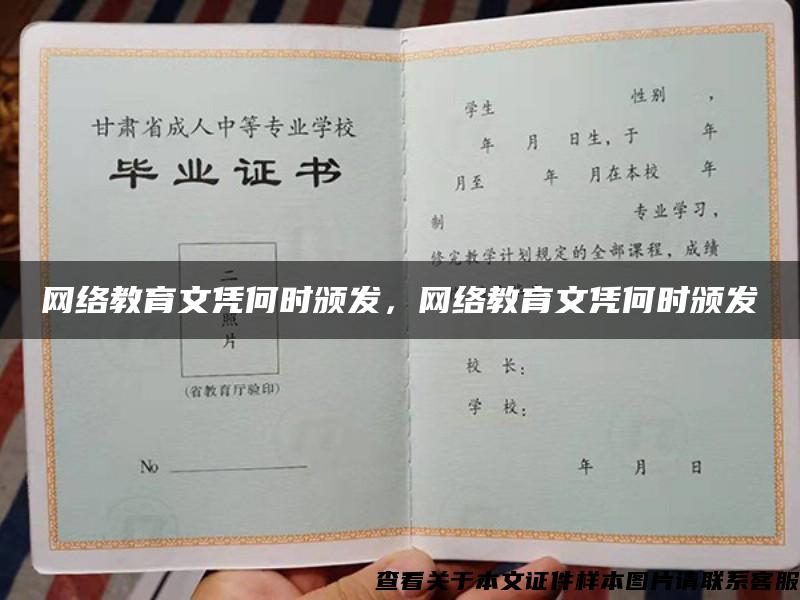 甘肃省成人中等专业学校
毕业证书
二
照
片
(省教育厅验印)
No
学生 性别 ，
年 月 日生，于 年
月至 年 月在本校 年
制 专业学习，
修完教学计划规定的全部课程，成绩
网络教育文凭何时颁发，网络教育文凭何时颁发
校 长：
学 校：
年 月 日
查看关于本文证件样本图片请联系客服